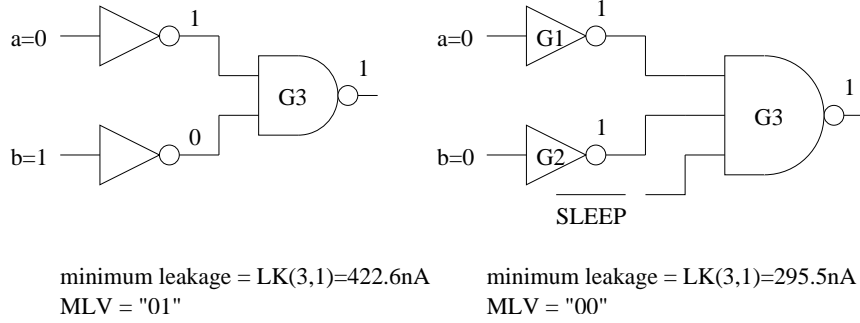 1
a=0
G3
1
0
b=1
minimum leakage = LK(3,1)=422.6nA
MLV = "01"
1
a=0
G1
1
G3
1
b=0
G2
SLEEP
minimum leakage = LK(3,1)=295.5nA
MLV = "00"